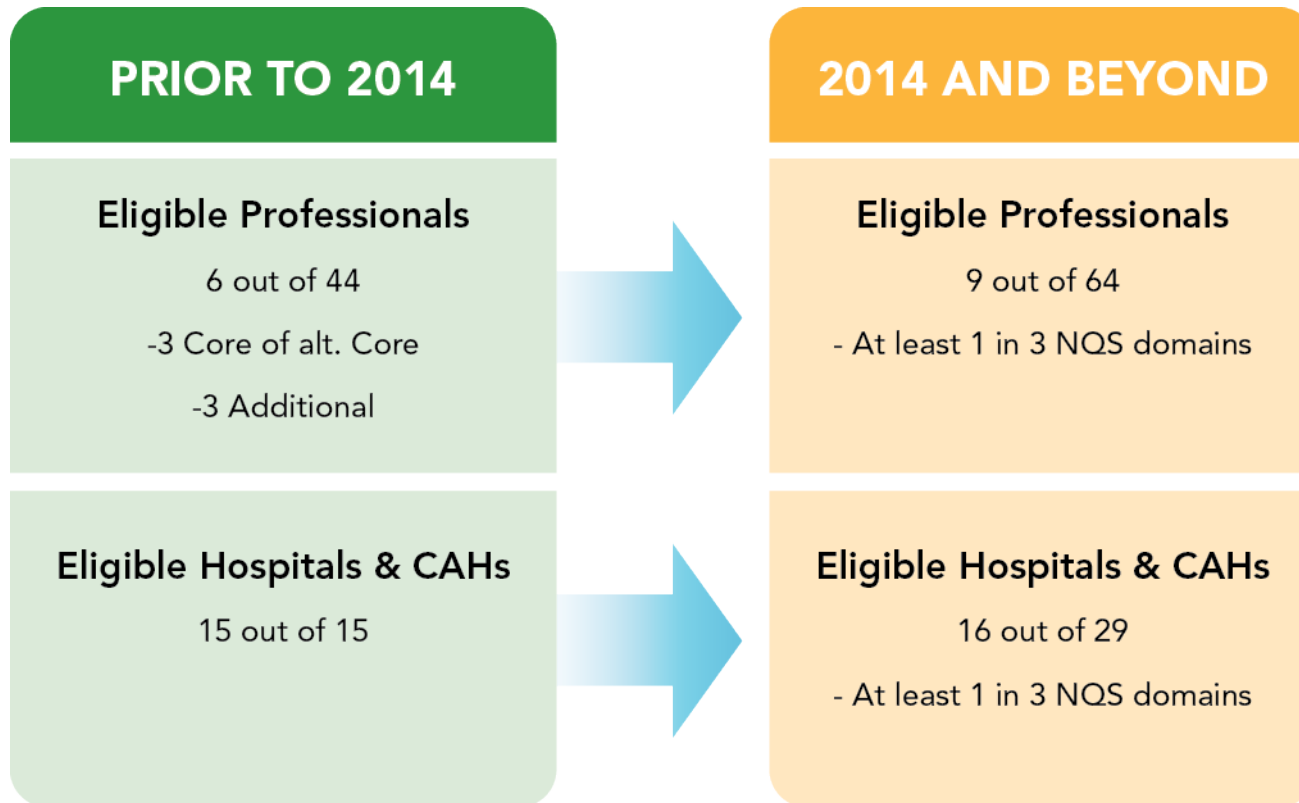 PRIOR TO 2014
Eligible Professionals
6 out of 44
-3 Core of alt. Core
-3 Additional
Eligible Hospitals & CAHs
15 out of 15
2014 AND BEYOND
Eligible Professionals
9 out of 64
- At least 1 in 3 NQS domains
Eligible Hospitals & CAHs
16 out of 29
- At least 1 in 3 NQS domains